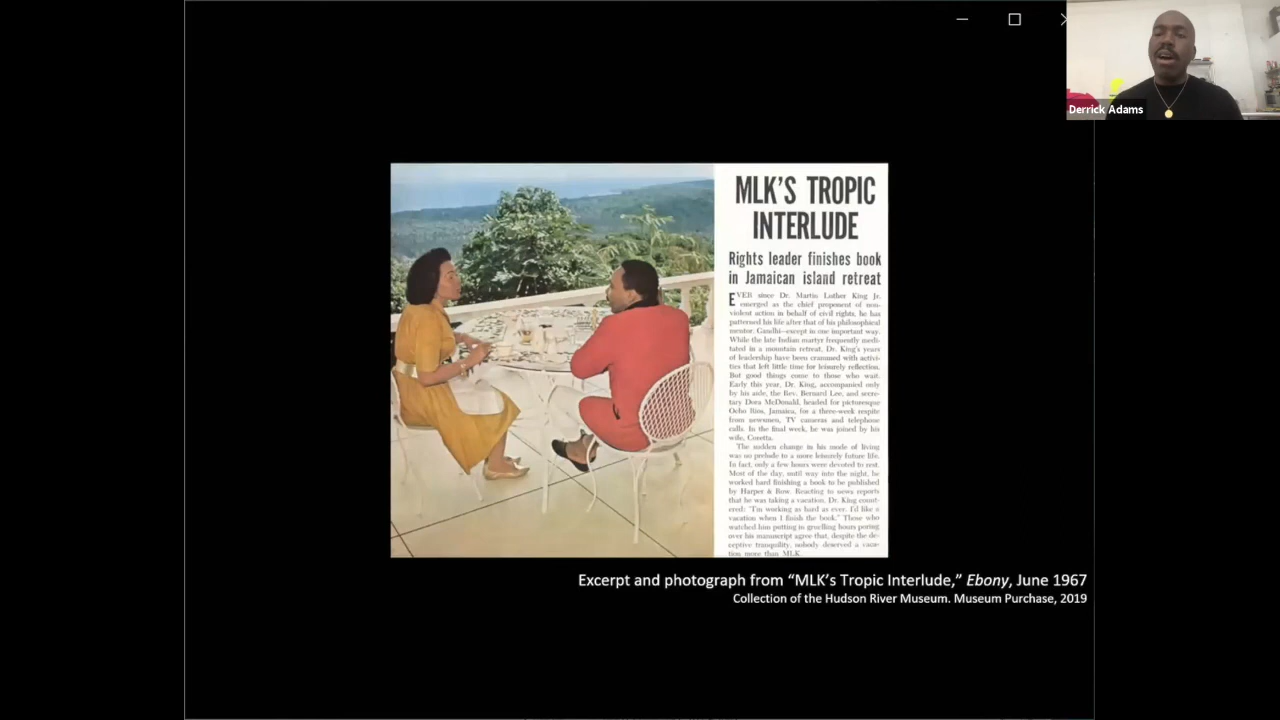 Derrick Adams
MLK'S TROPIC
INTERLUDE
Rights leader finishes book
in Jamaican island retreat
EVER since Dr. Martin Luther King Jr.
emerged as the chief proponent of non-
violent action in behalf of civil rights, he has
patterned his life after that of his philosophical
mentor, Gandhi—except in one important way.
While the late Indian martyr frequently medi-
tated in a mountain retreat, Dr. King's years
of leadership have been crammed with activi-
ties that left little time for leisurely reflection.
But good things come to those who wait.
Early this year, Dr. King, accompanied only
by his aide, the Rev. Bernard Lee, and secre-
tary Dora McDonald, headed for picturesque
Ocho Rios, Jamaica, for a three-week respite
from newsmen, TV cameras and telephone
calls. In the final week, he was joined by his
wife, Coretta.
The sudden change in his mode of living
was no prelude to a more leisurely future life.
In fact, only a few hours were devoted to rest.
Most of the day, until way into the night, he
worked hard finishing a book to be published
by Harper & Row. Reacting to news reports
that he was taking a vacation, Dr. King count-
ered: "I'm working as hard as ever. I'd like a
vacation when I finish the book." Those who
watched him putting in gruelling hours poring
over his manuscript agree that, despite the de-
ceptive tranquility, nobody deserved a vaca-
tion more than MLK.
Excerpt and photograph from “MLK’s Tropic Interlude,” Ebony, June 1967
Collection of the Hudson River Museum. Museum Purchase, 2019